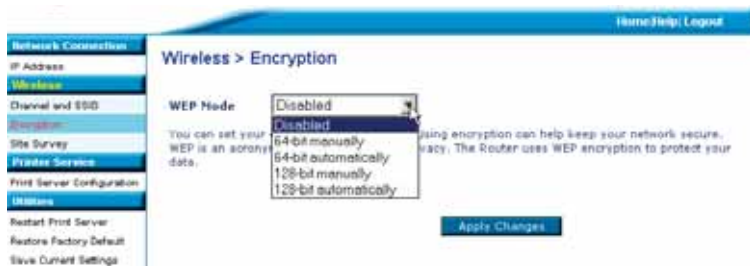 Home|Help| Logout
Network Connection
IP Address
Wireless
Channel and SSID
Encryption
Site Survey
Printer Service
Print Server Configuration
Utilities
Restart Print Server
Restore Factory Default
Save Current Settings
Wireless > Encryption
WEP Mode
Disabled
Disabled
64-bit manually
64-bit automatically
128-bit manually
128-bit automatically
You can set your sing encryption can help keep your network secure.
WEP is an acrony vacy. The Router uses WEP encryption to protect your
data.
Apply Changes